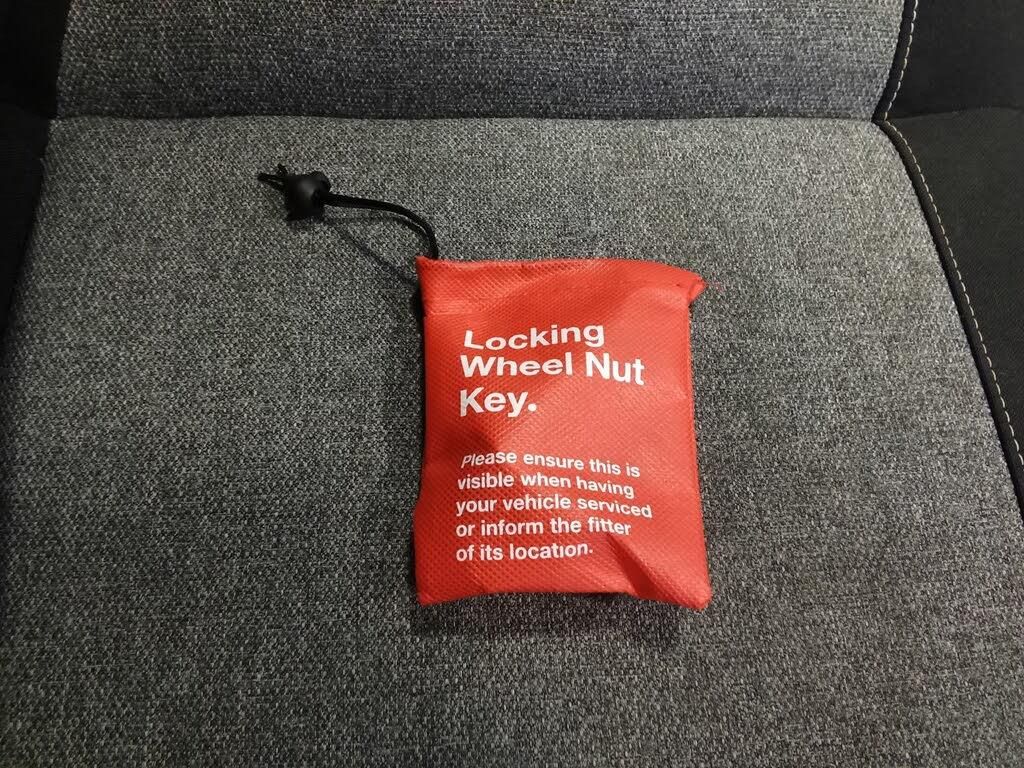 Locking
Wheel Nut
Key.
Please ensure this is
visible when having
your vehicle serviced
or inform the fitter
of its location.